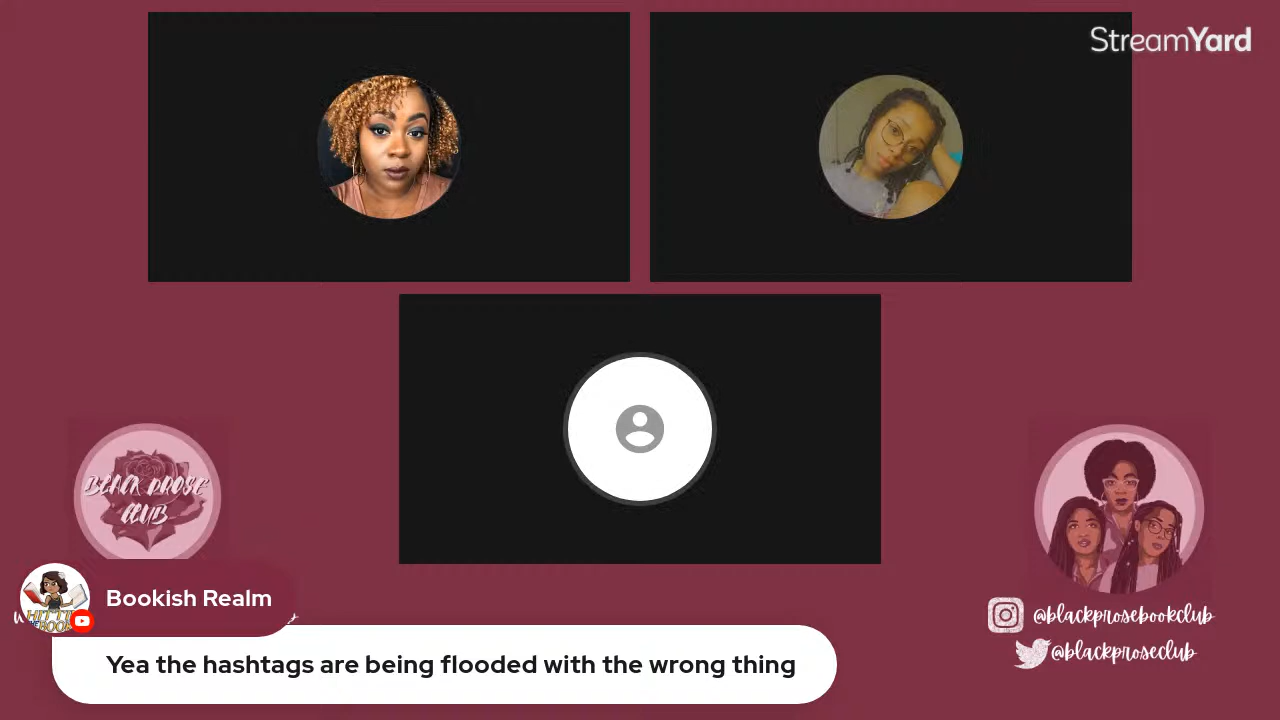 StreamYard
BLACK PROSE
CLUB
Bookish Realm
Yea the hashtags are being flooded with the wrong thing
@blackprosebookclub
@blackproseclub